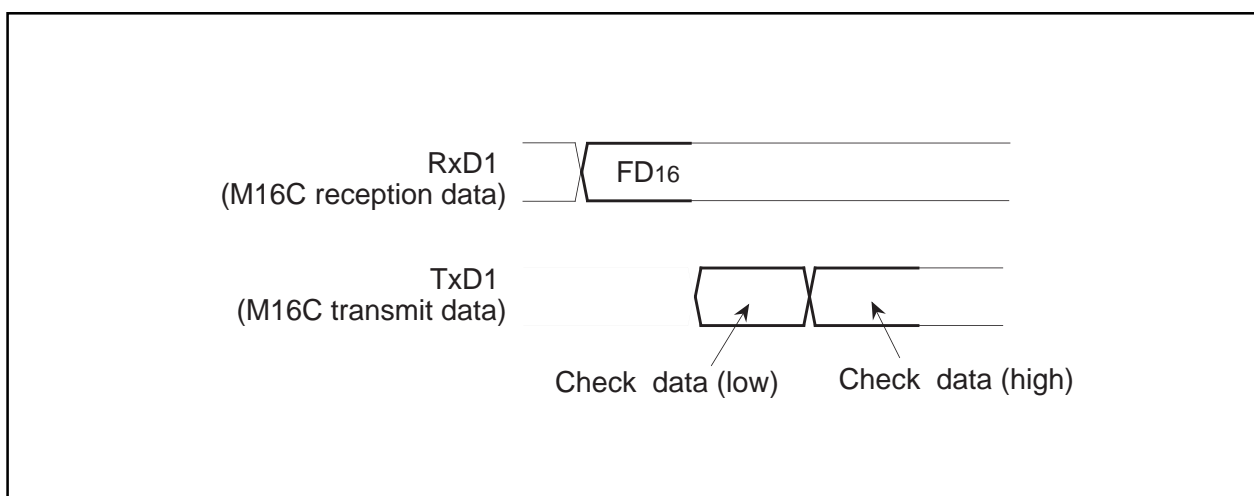 RxD1
(M16C reception data)
FD16
TxD1
(M16C transmit data)
Check data (low)
Check data (high)